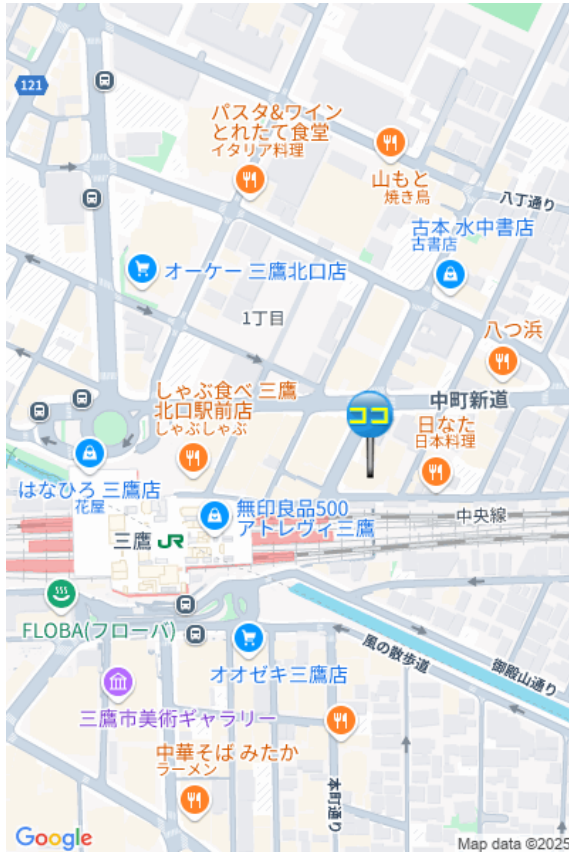 121
パスタ&ワイン
とれたて食堂
イタリア料理
山もと
焼き鳥
八丁通り
古本 水中書店
古書店
オーケー 三鷹北口店
1丁目
八つ浜
しゃぶ食べ 三鷹
北口駅前店
しゃぶしゃぶ
中町新道
ココ
日なた
日本料理
はなひろ 三鷹店
花屋
無印良品500
アトレヴィ三鷹
中央線
三鷹 JR
FLOBA(フローバ)
オオゼキ三鷹店
風の散歩道
御殿山通り
三鷹市美術ギャラリー
中華そば みたか
ラーメン
本町通り
Google
Map data ©2025